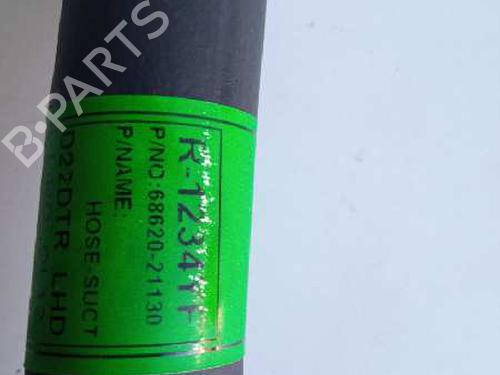 B-PARTS
R-1234YF
P/NO:68620-21130
P/NAME:
HOSE-SUCT
D22DTR LHD